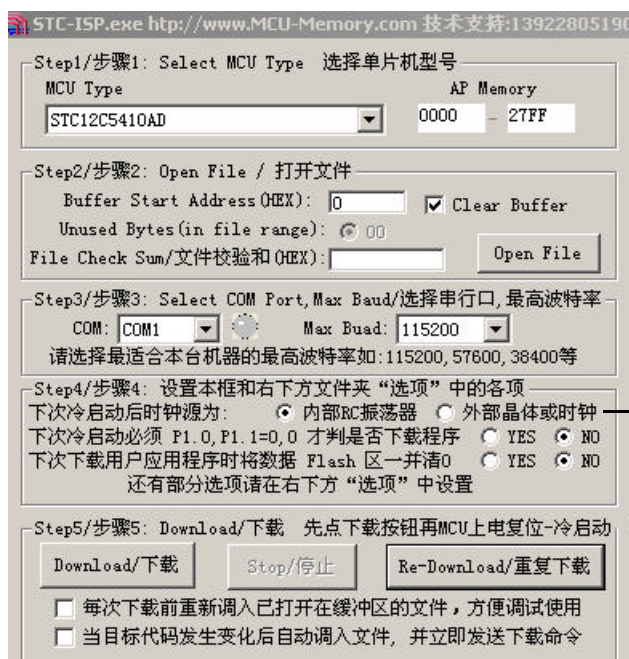 STC-ISP.exe htp://www.MCU-Memory.com 技术支持:13922805190
Step1/步骤1: Select MCU Type 选择单片机型号
MCU Type AP Memory
STC12C5410AD 0000 - 27FF
Step2/步骤2: Open File / 打开文件
Buffer Start Address(HEX): 0 Clear Buffer
Unused Bytes(in file range): 00
File Check Sum/文件校验和(HEX): Open File
Step3/步骤3: Select COM Port,Max Baud/选择串行口,最高波特率
COM: COM1 Max Buad: 115200
请选择最适合本台机器的最高波特率如:115200,57600,38400等
Step4/步骤4: 设置本框和右下方文件夹“选项”中的各项
下次冷启动后时钟源为: 内部RC振荡器 外部晶体或时钟
下次冷启动必须 P1.0,P1.1=0,0 才判是否下载程序 YES NO
下次下载用户应用程序时将数据 Flash 区一并清0 YES NO
还有部分选项请在右下方“选项”中设置
Step5/步骤5: Download/下载 先点下载按钮再MCU上电复位-冷启动
Download/下载 Stop/停止 Re-Download/重复下载
每次下载前重新调入已打开在缓冲区的文件，方便调试使用
当目标代码发生变化后自动调入文件, 并立即发送下载命令